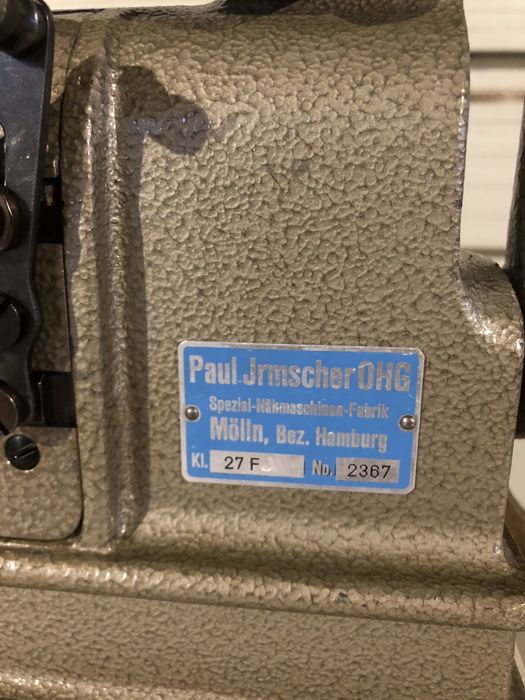 Paul Jrmscher OHG
Spezial-Nähmaschinen-Fabrik
Mölln, Bez. Hamburg
Kl. 27 F No. 2367